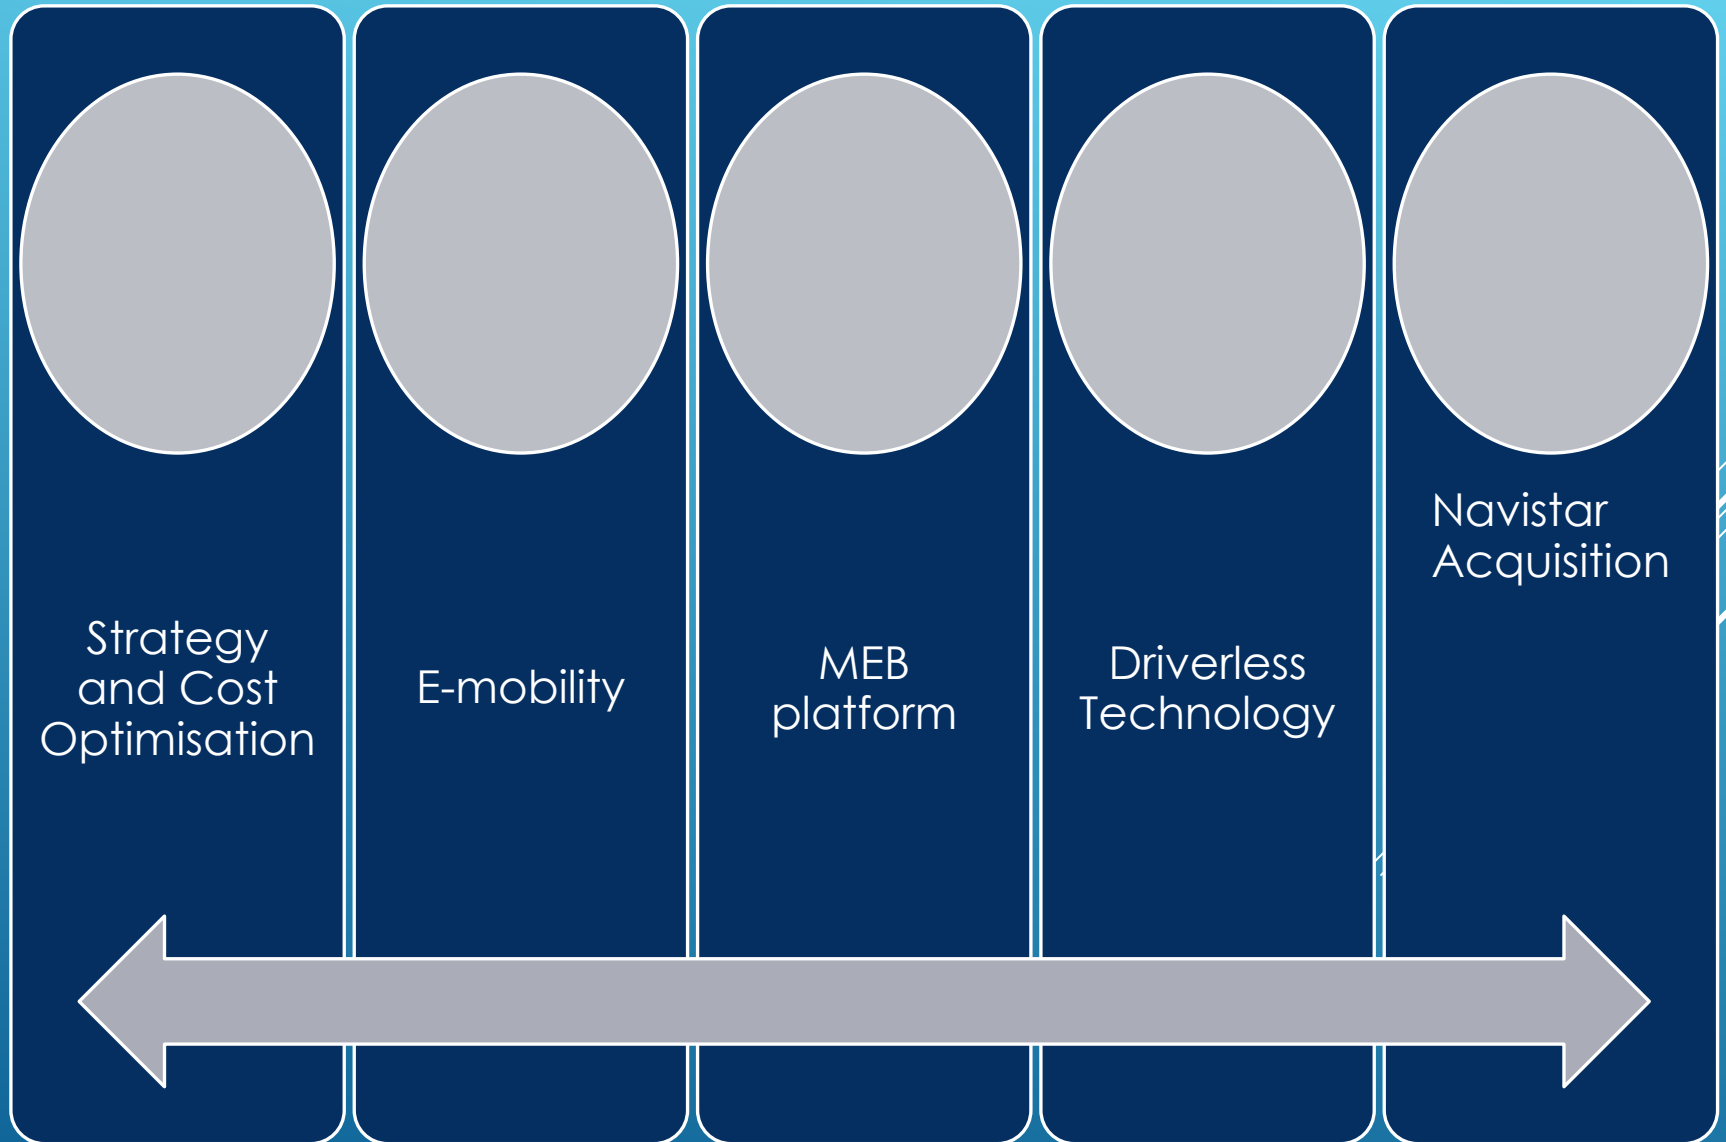 Strategy
and Cost
Optimisation
E-mobility
MEB
platform
Driverless
Technology
Navistar
Acquisition